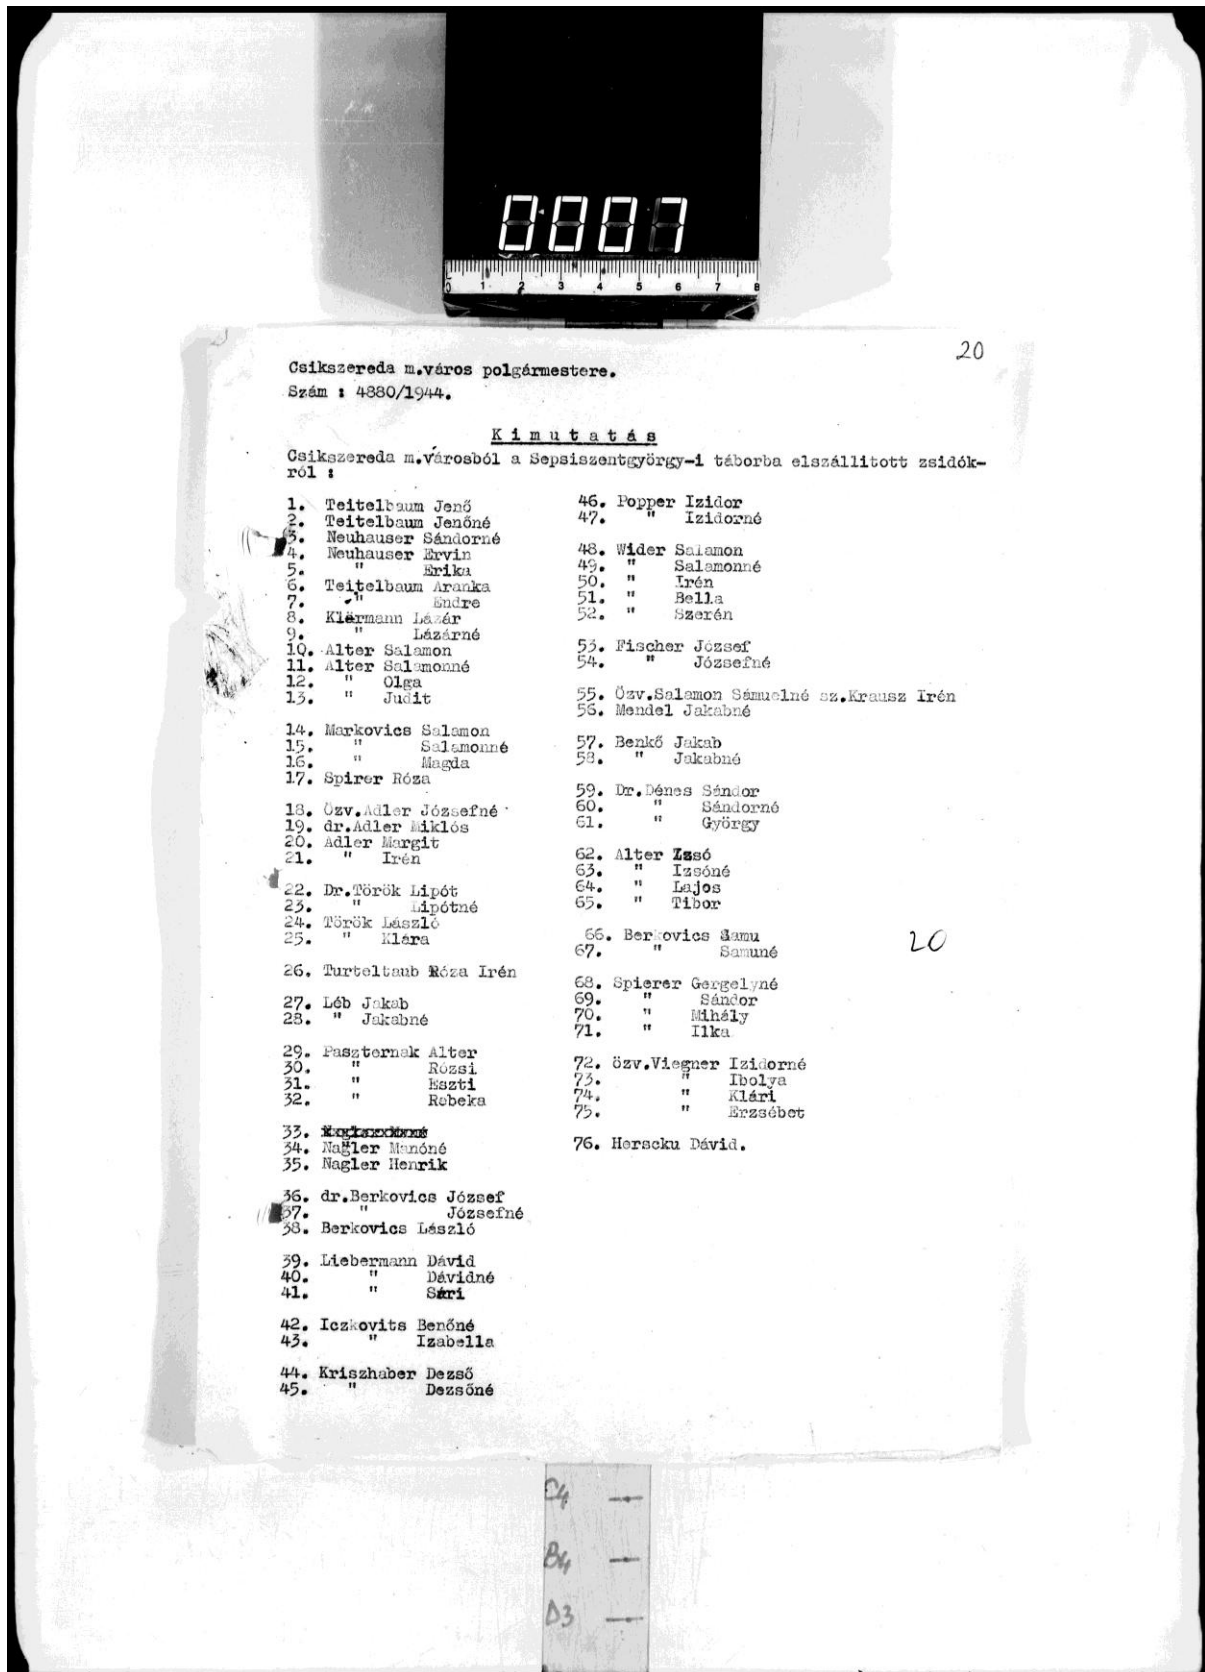 0007
0 1 2 3 4 5 6 7 8
20
Csikszereda m.város polgármestere.
Szám : 4880/1944.
K i m u t a t á s
Csikszereda m.városból a Sepsiszentgyörgy-i táborba elszállitott zsidók-
ról :
1. Teitelbaum Jenő
2. Teitelbaum Jenőné
3. Neuhauser Sándorné
4. Neuhauser Ervin
5. " Erika
6. Teitelbaum Aranka
7. " Endre
8. Klärmann Lázár
9. " Lázárné
10. Alter Salamon
11. Alter Salamonné
12. " Olga
13. " Judit
14. Markovics Salamon
15. " Salamonné
16. " Magda
17. Spirer Róza
18. Özv.Adler Józsefné
19. dr.Adler Miklós
20. Adler Margit
21. " Irén
22. Dr.Török Lipót
23. " Lipótné
24. Török László
25. " Klára
26. Turteltaub Róza Irén
27. Léb Jakab
28. " Jakabné
29. Paszternak Alter
30. " Rózsi
31. " Eszti
32. " Rebeka
33.
34. Nagler Manóné
35. Nagler Henrik
36. dr.Berkovics József
37. " Józsefné
38. Berkovics László
39. Liebermann Dávid
40. " Dávidné
41. " Sári
42. Iczkovits Benőné
43. " Izabella
44. Kriszhaber Dezső
45. " Dezsőné
46. Popper Izidor
47. " Izidorné
48. Wider Salamon
49. " Salamonné
50. " Irén
51. " Bella
52. " Szerén
53. Fischer József
54. " Józsefné
55. Özv.Salamon Sámuelné sz.Krausz Irén
56. Mendel Jakabné
57. Benkő Jakab
58. " Jakabné
59. Dr.Dénes Sándor
60. " Sándorné
61. " György
62. Alter Izsó
63. " Izsóné
64. " Lajos
65. " Tibor
66. Berkovics Samu
67. " Samuné
20
68. Spierer Gergelyné
69. " Sándor
70. " Mihály
71. " Ilka
72. özv.Viegner Izidorné
73. " Ibolya
74. " Klári
75. " Erzsébet
76. Herscku Dávid.
C4
B4
D3